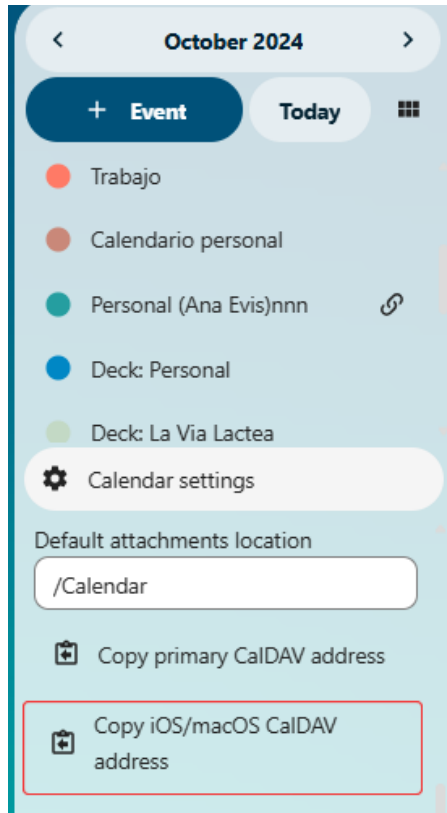 October 2024
+ Event Today
Trabajo
Calendario personal
Personal (Ana Evis)nnn
Deck: Personal
Deck: La Via Lactea
Calendar settings
Default attachments location
/Calendar
Copy primary CalDAV address
Copy iOS/macOS CalDAV
address